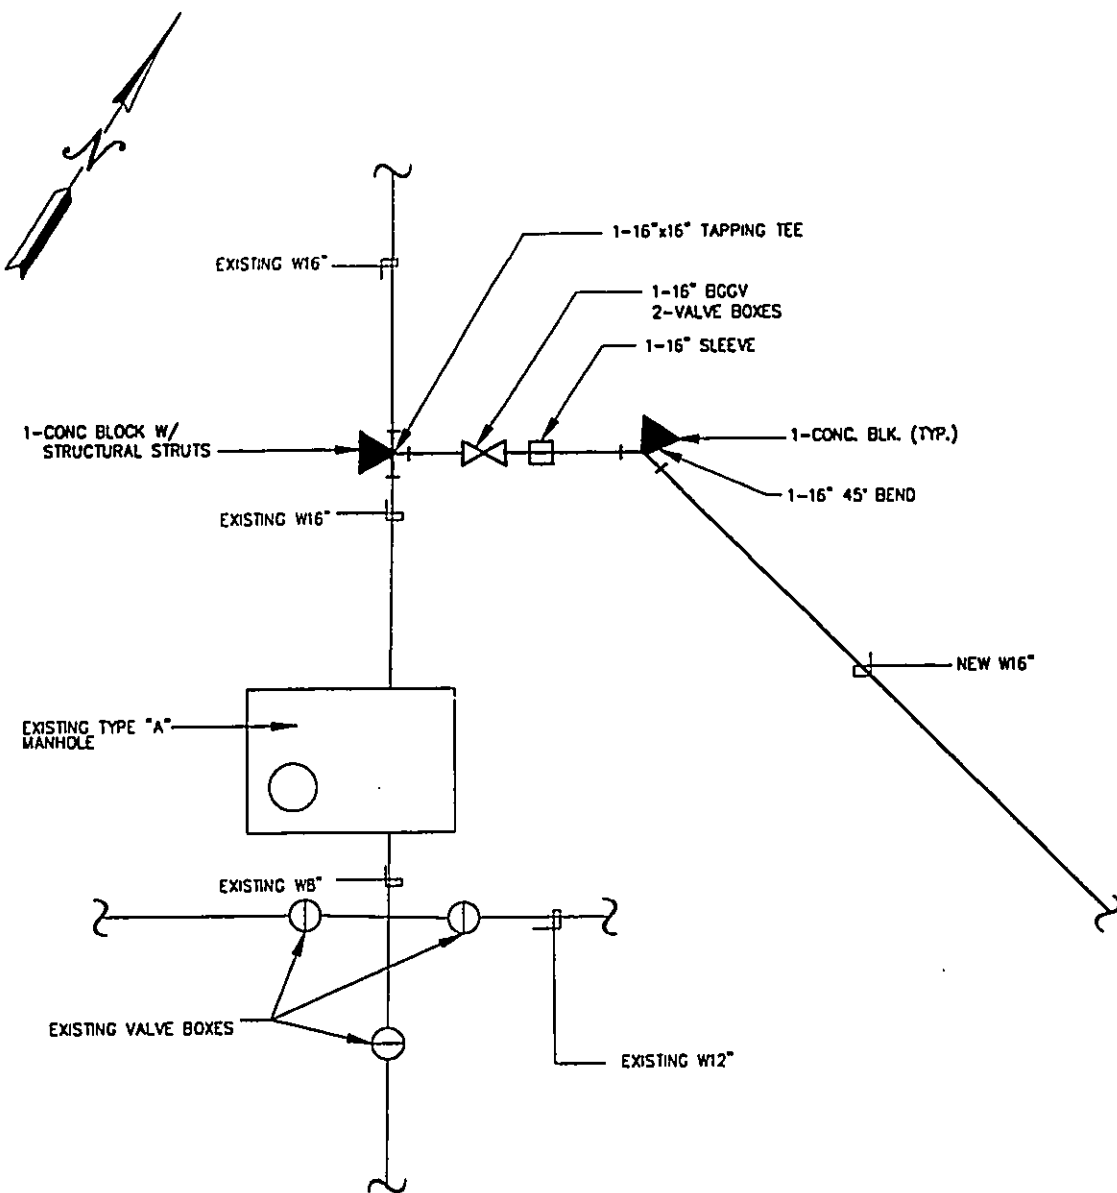 N
1-16"x16" TAPPING TEE
EXISTING W16"
1-16" BGGV
2-VALVE BOXES
1-16" SLEEVE
1-CONC BLOCK W/
STRUCTURAL STRUTS
1-CONC. BLK. (TYP.)
1-16" 45° BEND
EXISTING W16"
NEW W16"
EXISTING TYPE "A"
MANHOLE
EXISTING W8"
EXISTING VALVE BOXES
EXISTING W12"